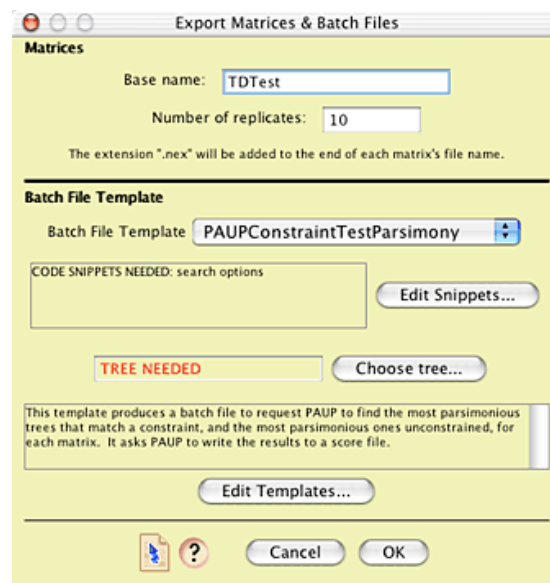 Export Matrices & Batch Files
Matrices
Base name: TDTest
Number of replicates: 10
The extension ".nex" will be added to the end of each matrix's file name.
Batch File Template
Batch File Template PAUPConstraintTestParsimony
CODE SNIPPETS NEEDED: search options
Edit Snippets...
TREE NEEDED Choose tree...
This template produces a batch file to request PAUP to find the most parsimonious
trees that match a constraint, and the most parsimonious ones unconstrained, for
each matrix. It asks PAUP to write the results to a score file.
Edit Templates...
? Cancel OK